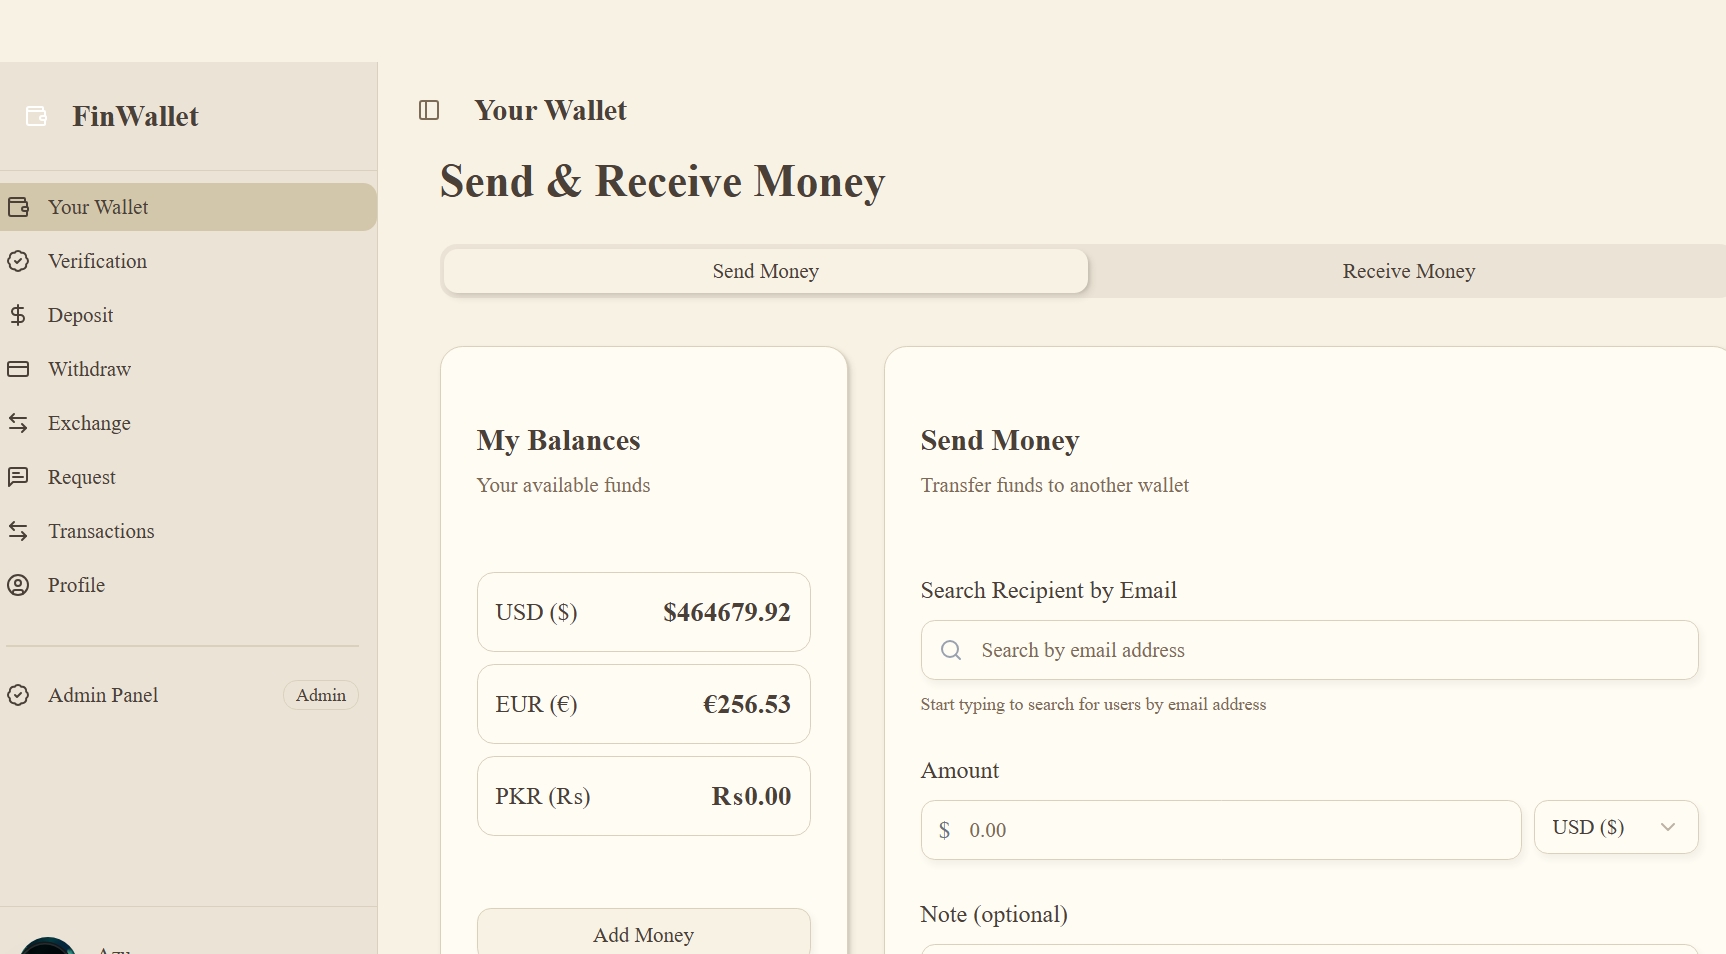 FinWallet
Your Wallet
Verification
Deposit
Withdraw
Exchange
Request
Transactions
Profile
Admin Panel
Admin
Your Wallet
Send & Receive Money
Send Money
Receive Money
My Balances
Your available funds
USD ($) $464679.92
EUR (€) €256.53
PKR (Rs) Rs0.00
Add Money
Send Money
Transfer funds to another wallet
Search Recipient by Email
Search by email address
Start typing to search for users by email address
Amount
$ 0.00
USD ($)
Note (optional)